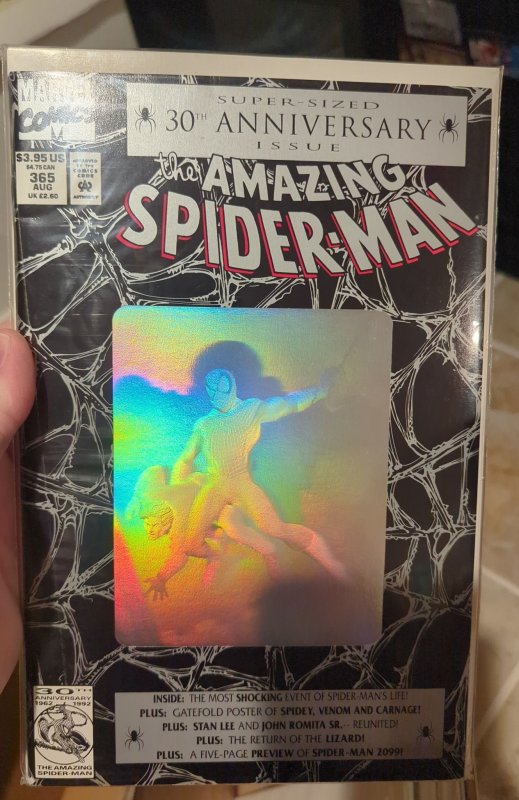 MARVEL
COMICS
SUPER-SIZED
30TH ANNIVERSARY
ISSUE
$3.95 US
$4.75 CAN
365
AUG
UK £2.60
APPROVED
BY THE
COMICS
CODE
AUTHORITY
the AMAZING
SPIDER-MAN
INSIDE: THE MOST SHOCKING EVENT OF SPIDER-MAN'S LIFE!
PLUS: GATEFOLD POSTER OF SPIDEY, VENOM AND CARNAGE!
PLUS: STAN LEE AND JOHN ROMITA SR.-- REUNITED!
PLUS: THE RETURN OF THE LIZARD!
PLUS: A FIVE-PAGE PREVIEW OF SPIDER-MAN 2099!
30TH
ANNIVERSARY
1962 1992
THE AMAZING
SPIDER-MAN